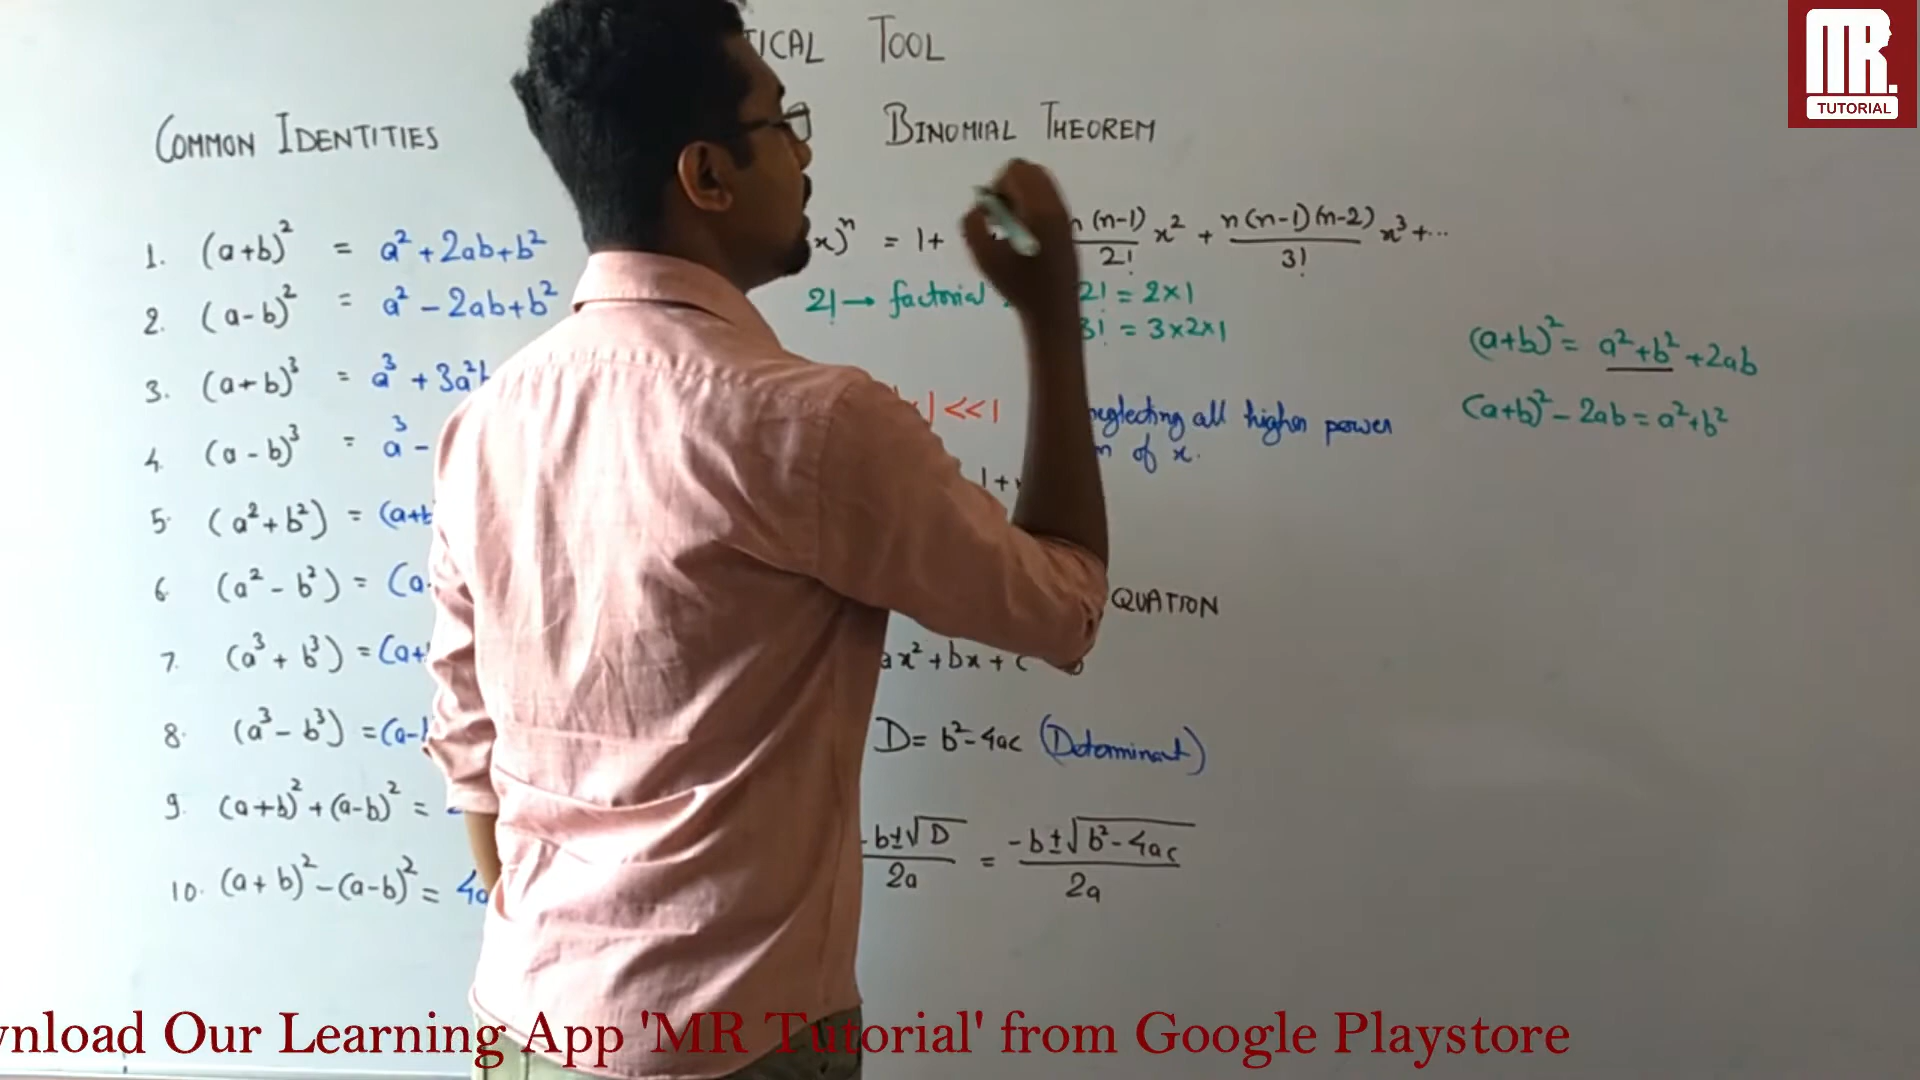 TICAL TOOL
MR.
TUTORIAL
COMMON IDENTITIES
1. (a+b)² = a² + 2ab + b²
2. (a-b)² = a² - 2ab + b²
3. (a+b)³ = a³ + 3a²b
4. (a-b)³ = a³ -
5. (a² + b²) = (a+b
6. (a² - b²) = (a
7. (a³ + b³) = (a+
8. (a³ - b³) = (a-b
9. (a+b)² + (a-b)² =
10. (a+b)² - (a-b)² = 4a
BINOMIAL THEOREM
x)ⁿ = 1+ n(n-1)/2! x² + n(n-1)(n-2)/3! x³ + ...
2! → factorial 2! = 2×1
3! = 3×2×1
x| <<1 neglecting all higher power
of x.
1+
QUATION
ax² + bx + c
D = b² - 4ac (Determinant)
-b±√D/2a = -b±√b²-4ac/2a
(a+b)² = a²+b² + 2ab
(a+b)² - 2ab = a²+b²
wnload Our Learning App 'MR Tutorial' from Google Playstore